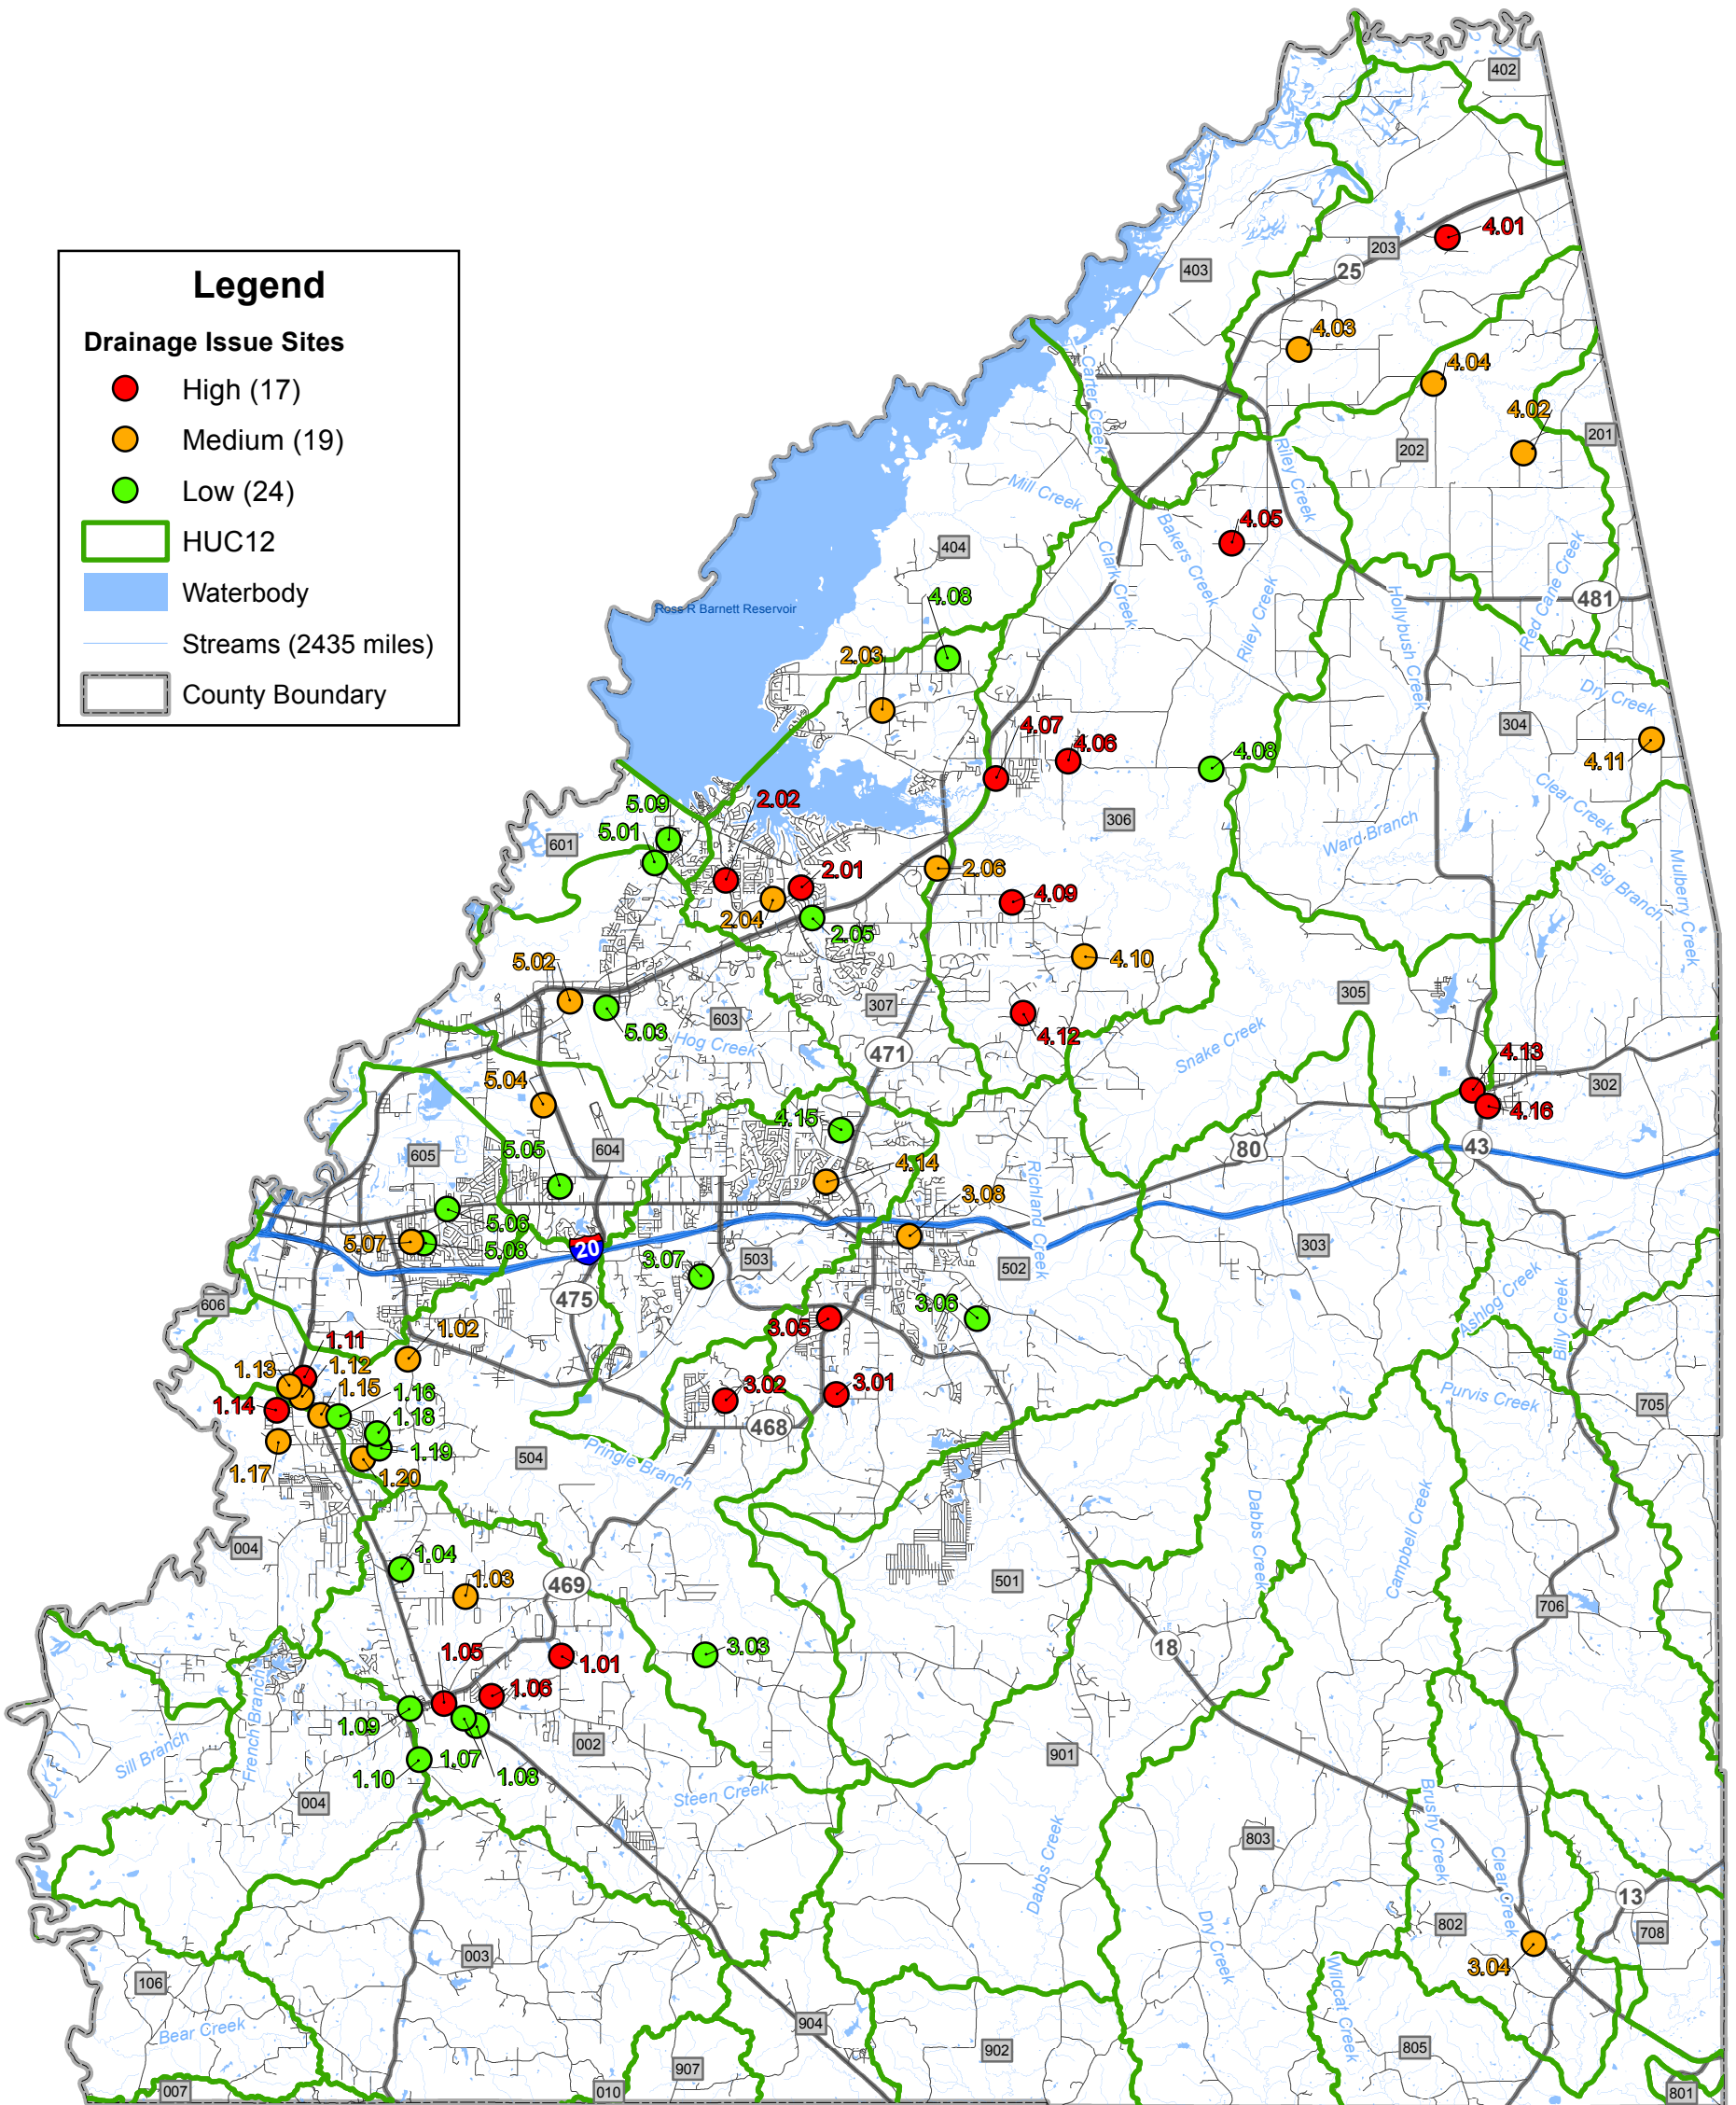 Legend
Drainage Issue Sites
High (17)
Medium (19)
Low (24)
HUC12
Waterbody
Streams (2435 miles)
County Boundary
402
4.01
203
25
403
4.03
4.04
4.02
201
202
Carter Creek
Riley Creek
Mill Creek
4.05
Bakers Creek
Clark Creek
404
Red Cane Creek
Hollybush Creek
481
4.08
Ross R Barnett Reservoir
Riley Creek
2.03
Dry Creek
304
4.07
4.06
4.08
4.11
2.02
5.09
5.01
601
306
Clear Creek
Ward Branch
Mulberry Creek
2.01
2.06
Big Branch
4.09
2.04
2.05
5.02
4.10
305
307
603
5.03
4.12
Hog Creek
471
Snake Creek
4.13
5.04
302
4.16
4.15
5.05
604
605
80
43
4.14
Richland Creek
3.08
5.06
5.07
5.08
20
3.07
503
303
502
475
606
3.06
3.05
Ashlog Creek
Billy Creek
1.02
1.11
1.13
1.12
1.15
1.16
1.14
3.02
3.01
Purvis Creek
705
1.18
468
1.19
1.17
1.20
504
Pringle Branch
Dabbs Creek
Campbell Creek
004
1.04
1.03
469
501
706
18
1.05
1.01
3.03
French Branch
1.06
1.09
002
901
Sill Branch
1.10
1.07
1.08
Steen Creek
004
Brushy Creek
803
Dabbs Creek
Clear Creek
13
802
708
Dry Creek
003
3.04
106
Wildcat Creek
Bear Creek
904
902
805
907
007
010
801